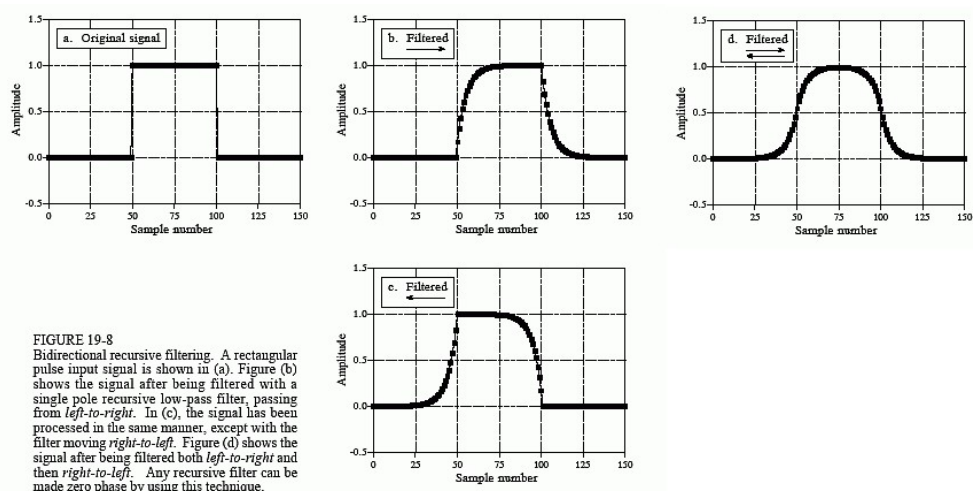 1.5
a. Original signal
1.0
0.5
0.0
-0.5
0 25 50 75 100 125 150
Sample number
Amplitude
1.5
b. Filtered
1.0
0.5
0.0
-0.5
0 25 50 75 100 125 150
Sample number
Amplitude
1.5
d. Filtered
1.0
0.5
0.0
-0.5
0 25 50 75 100 125 150
Sample number
Amplitude
1.5
c. Filtered
1.0
0.5
0.0
-0.5
0 25 50 75 100 125 150
Sample number
Amplitude
FIGURE 19-8
Bidirectional recursive filtering. A rectangular
pulse input signal is shown in (a). Figure (b)
shows the signal after being filtered with a
single pole recursive low-pass filter, passing
from left-to-right. In (c), the signal has been
processed in the same manner, except with the
filter moving right-to-left. Figure (d) shows the
signal after being filtered both left-to-right and
then right-to-left. Any recursive filter can be
made zero phase by using this technique.